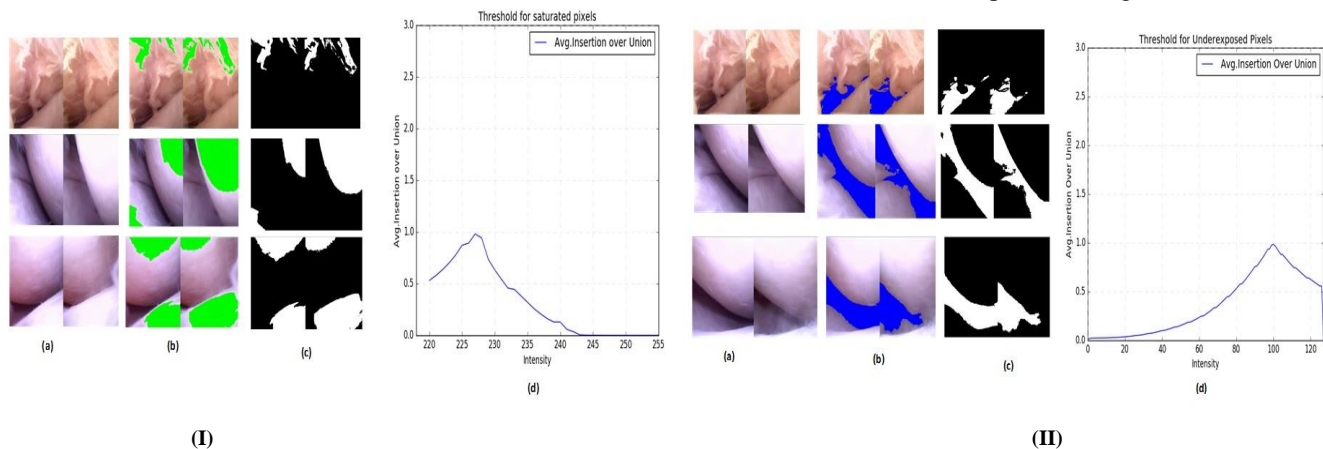 Threshold for saturated pixels
3.0
2.5
2.0
1.5
1.0
0.5
0.0
Avg.Insertion over Union
Avg.Insertion over Union
220 225 230 235 240 245 250 255
Intensity
(a) (b) (c) (d)
(I)
Threshold for Underexposed Pixels
3.0
2.5
2.0
1.5
1.0
0.5
0.0
Avg.Insertion Over Union
Avg.Insertion Over Union
0 20 40 60 80 100 120
Intensity
(a) (b) (c) (d)
(II)